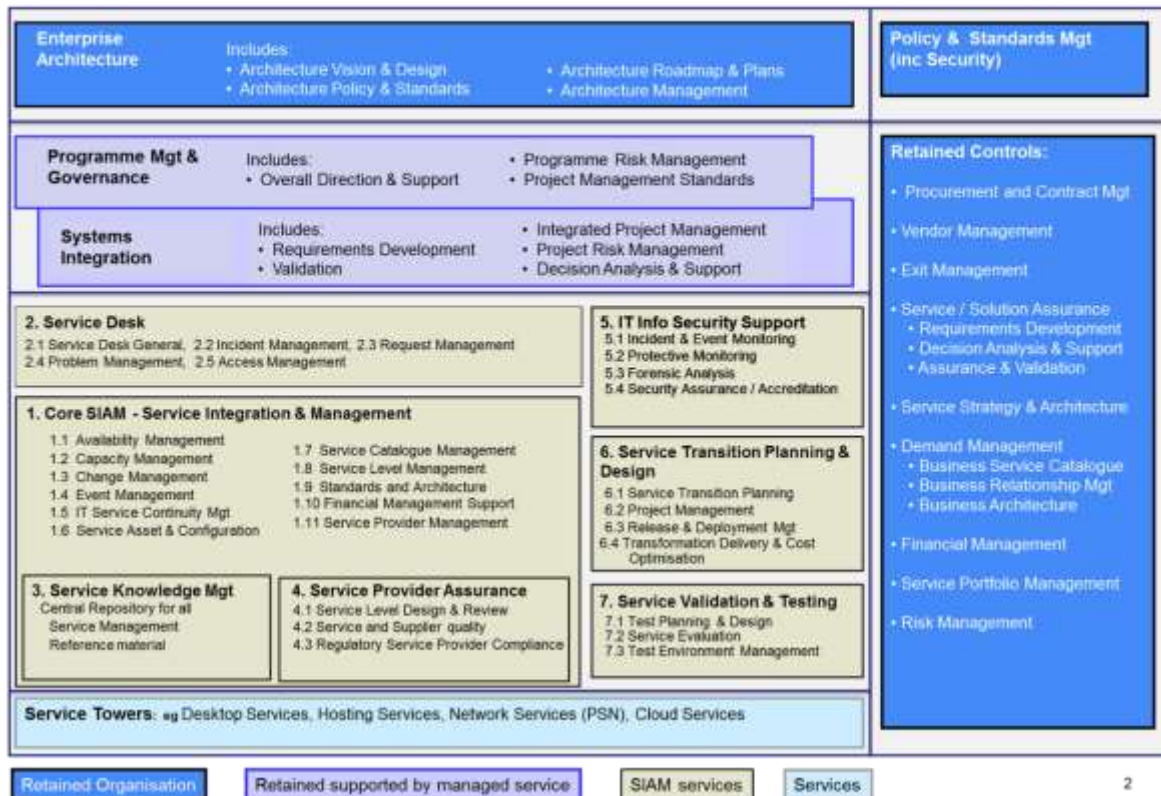 Enterprise
Architecture
Includes:
• Architecture Vision & Design
• Architecture Policy & Standards
• Architecture Roadmap & Plans
• Architecture Management
Policy & Standards Mgt
(inc Security)
Programme Mgt &
Governance
Includes:
• Overall Direction & Support
• Programme Risk Management
• Project Management Standards
Systems
Integration
Includes:
• Requirements Development
• Validation
• Integrated Project Management
• Project Risk Management
• Decision Analysis & Support
Retained Controls:
• Procurement and Contract Mgt
• Vendor Management
• Exit Management
• Service / Solution Assurance
• Requirements Development
• Decision Analysis & Support
• Assurance & Validation
• Service Strategy & Architecture
• Demand Management
• Business Service Catalogue
• Business Relationship Mgt
• Business Architecture
• Financial Management
• Service Portfolio Management
• Risk Management
2. Service Desk
2.1 Service Desk General, 2.2 Incident Management, 2.3 Request Management
2.4 Problem Management, 2.5 Access Management
1. Core SIAM - Service Integration & Management
1.1 Availability Management
1.2 Capacity Management
1.3 Change Management
1.4 Event Management
1.5 IT Service Continuity Mgt
1.6 Service Asset & Configuration
1.7 Service Catalogue Management
1.8 Service Level Management
1.9 Standards and Architecture
1.10 Financial Management Support
1.11 Service Provider Management
3. Service Knowledge Mgt
Central Repository for all
Service Management
Reference material
4. Service Provider Assurance
4.1 Service Level Design & Review
4.2 Service and Supplier quality
4.3 Regulatory Service Provider Compliance
5. IT Info Security Support
5.1 Incident & Event Monitoring
5.2 Protective Monitoring
5.3 Forensic Analysis
5.4 Security Assurance / Accreditation
6. Service Transition Planning &
Design
6.1 Service Transition Planning
6.2 Project Management
6.3 Release & Deployment Mgt
6.4 Transformation Delivery & Cost
Optimisation
7. Service Validation & Testing
7.1 Test Planning & Design
7.2 Service Evaluation
7.3 Test Environment Management
Service Towers: eg Desktop Services, Hosting Services, Network Services (PSN), Cloud Services
Retained Organisation
Retained supported by managed service
SIAM services
Services
2